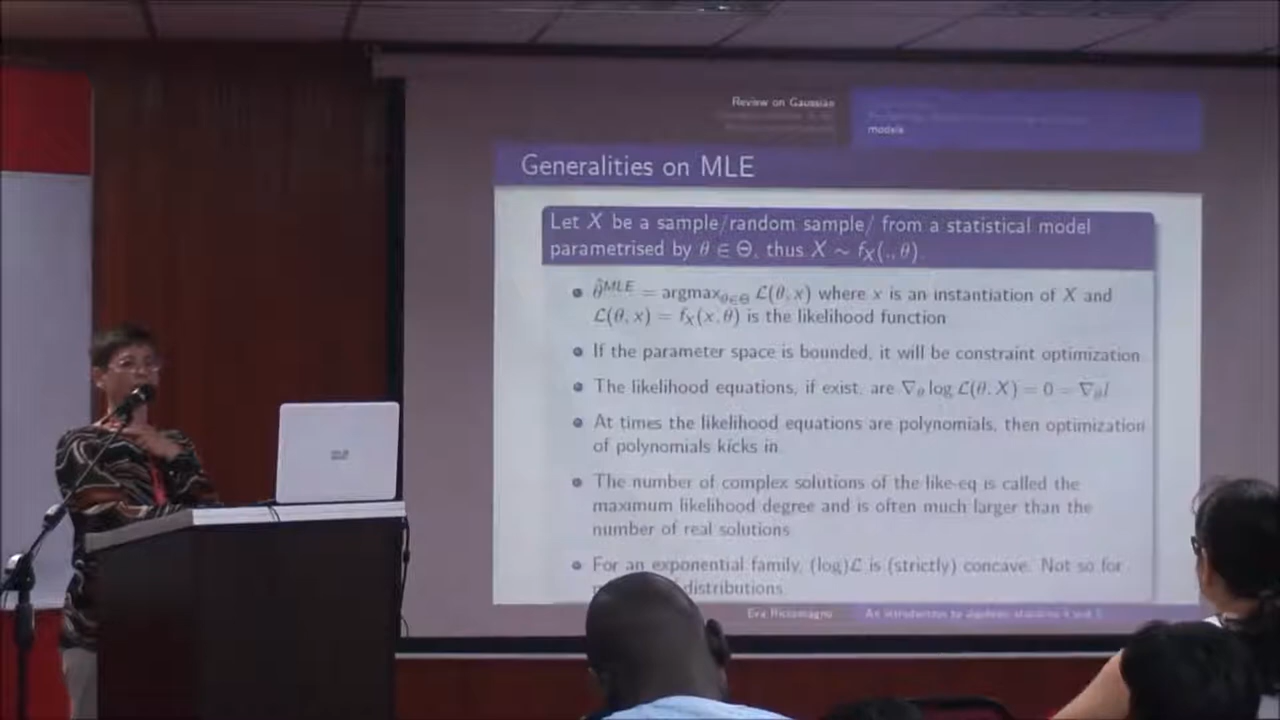 Review on Gaussian
models
Generalities on MLE
Let X be a sample/random sample/ from a statistical model
parametrised by θ ∈ Θ, thus X ∼ f_X(., θ).
θ̂^MLE = argmax_{θ∈Θ} ℒ(θ, x) where x is an instantiation of X and
ℒ(θ, x) = f_X(x, θ) is the likelihood function
If the parameter space is bounded, it will be constraint optimization
The likelihood equations, if exist, are ∇_θ log ℒ(θ, X) = 0 = ∇_θ l
At times the likelihood equations are polynomials, then optimization
of polynomials kicks in.
The number of complex solutions of the like-eq is called the
maximum likelihood degree and is often much larger than the
number of real solutions
For an exponential family, (log)ℒ is (strictly) concave. Not so for
distributions.
Eva Riccomagno An introduction to algebraic statistics